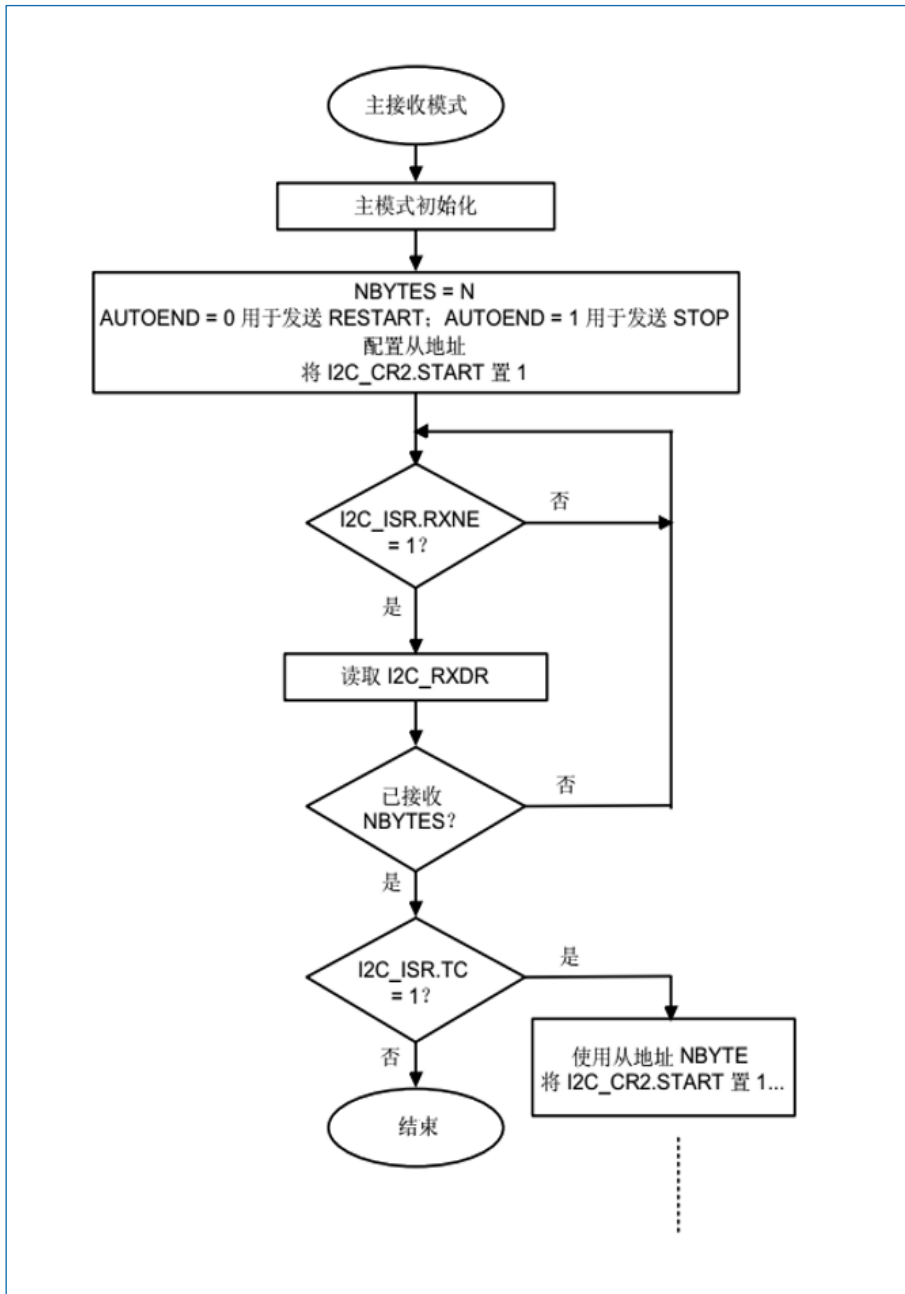 主接收模式
主模式初始化
NBYTES = N
AUTOEND = 0 用于发送 RESTART；AUTOEND = 1 用于发送 STOP
配置从地址
将 I2C_CR2.START 置 1
I2C_ISR.RXNE
= 1？
否
是
读取 I2C_RXDR
已接收
NBYTES？
否
是
I2C_ISR.TC
= 1？
是
否
使用从地址 NBYTE
将 I2C_CR2.START 置 1...
结束